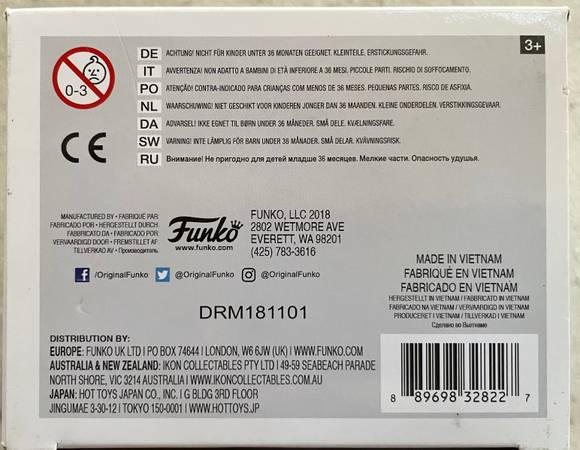 3+
0-3
DE ACHTUNG! NICHT FÜR KINDER UNTER 36 MONATEN GEEIGNET. KLEINTEILE, ERSTICKUNGSGEFAHR.
IT AVVERTENZA! NON ADATTO A BAMBINI DI ETÀ INFERIORE A 36 MESI. PICCOLE PARTI. RISCHIO DI SOFFOCAMENTO.
PO ATENÇÃO! CONTRA-INDICADO PARA CRIANÇAS COM MENOS DE 36 MESES. PEQUENAS PARTES. RISCO DE ASFIXIA.
NL WAARSCHUWING! NIET GESCHIKT VOOR KINDEREN JONGER DAN 36 MAANDEN. KLEINE ONDERDELEN. VERSTIKKINGSGEVAAR.
DA ADVARSEL! IKKE EGNET TIL BØRN UNDER 36 MÅNEDER. SMÅ DELE. KVÆLNINGSFARE.
SW VARNING! INTE LÄMPLIG FÖR BARN UNDER 36 MÅNADER. SMÅ DELAR. KVÄVNINGSRISK.
RU Внимание! Не пригодно для детей младше 36 месяцев. Мелкие части. Опасность удушья.
CE
MANUFACTURED BY • FABRIQUÉ PAR
FABRICADO POR • HERGESTELLT DURCH
FABBRICATO DA • FABRICADO POR
VERVAARDIGD DOOR • FREMSTILLET AF
TILLVERKAD AV • Производитель
Funko
www.funko.com
FUNKO, LLC 2018
2802 WETMORE AVE
EVERETT, WA 98201
(425) 783-3616
/OriginalFunko
@OriginalFunko
@OriginalFunko
MADE IN VIETNAM
FABRIQUÉ EN VIETNAM
FABRICADO EN VIETNAM
HERGESTELLT IN VIETNAM / FABBRICATO IN VIETNAM
FABRICADO NA VIETNAM / VERVAARDIGD IN VIETNAM
PRODUCERET I VIETNAM / TILLVERKAD I VIETNAM
Сделано во Вьетнаме
DRM181101
DISTRIBUTION BY:
EUROPE: FUNKO UK LTD | PO BOX 74644 | LONDON, W6 6JW (UK) | WWW.FUNKO.COM
AUSTRALIA & NEW ZEALAND: IKON COLLECTABLES PTY LTD | 49-59 SEABEACH PARADE
NORTH SHORE, VIC 3214 AUSTRALIA | WWW.IKONCOLLECTABLES.COM.AU
JAPAN: HOT TOYS JAPAN CO., INC. | G BLDG 3RD FLOOR
JINGUMAE 3-30-12 | TOKYO 150-0001 | WWW.HOTTOYS.JP
8 89698 32822 7